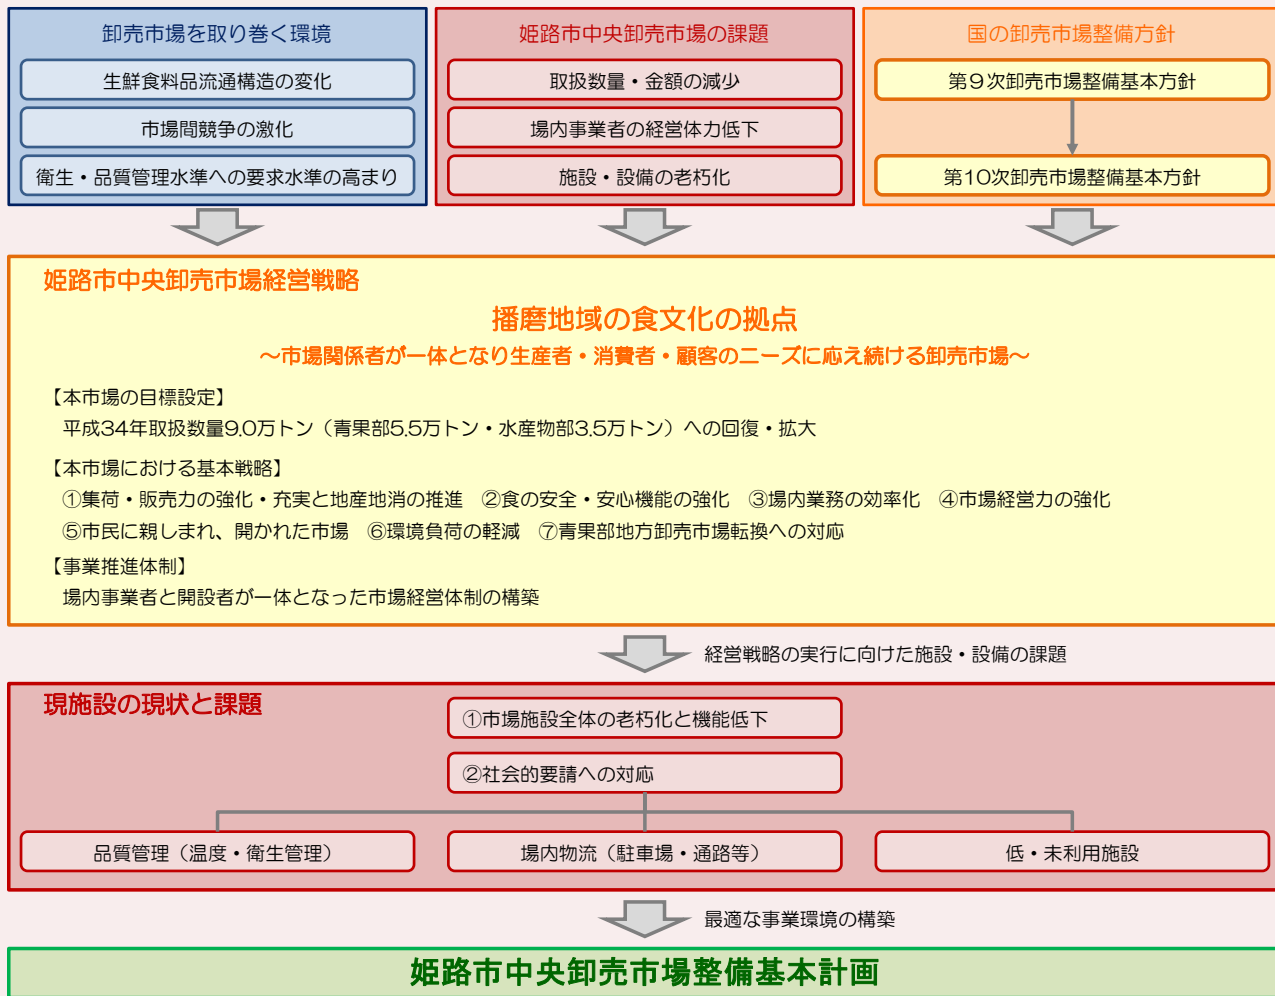 卸売市場を取り巻く環境
生鮮食料品流通構造の変化
市場間競争の激化
衛生・品質管理水準への要求水準の高まり
姫路市中央卸売市場の課題
取扱数量・金額の減少
場内事業者の経営体力低下
施設・設備の老朽化
国の卸売市場整備方針
第9次卸売市場整備基本方針
第10次卸売市場整備基本方針
姫路市中央卸売市場経営戦略
播磨地域の食文化の拠点
～市場関係者が一体となり生産者・消費者・顧客のニーズに応え続ける卸売市場～
【本市場の目標設定】
平成34年取扱数量9.0万トン（青果部5.5万トン・水産物部3.5万トン）への回復・拡大
【本市場における基本戦略】
①集荷・販売力の強化・充実と地産地消の推進　②食の安全・安心機能の強化　③場内業務の効率化　④市場経営力の強化
⑤市民に親しまれ、開かれた市場　⑥環境負荷の軽減　⑦青果部地方卸売市場転換への対応
【事業推進体制】
場内事業者と開設者が一体となった市場経営体制の構築
経営戦略の実行に向けた施設・設備の課題
現施設の現状と課題
①市場施設全体の老朽化と機能低下
②社会的要請への対応
品質管理（温度・衛生管理）
場内物流（駐車場・通路等）
低・未利用施設
最適な事業環境の構築
姫路市中央卸売市場整備基本計画